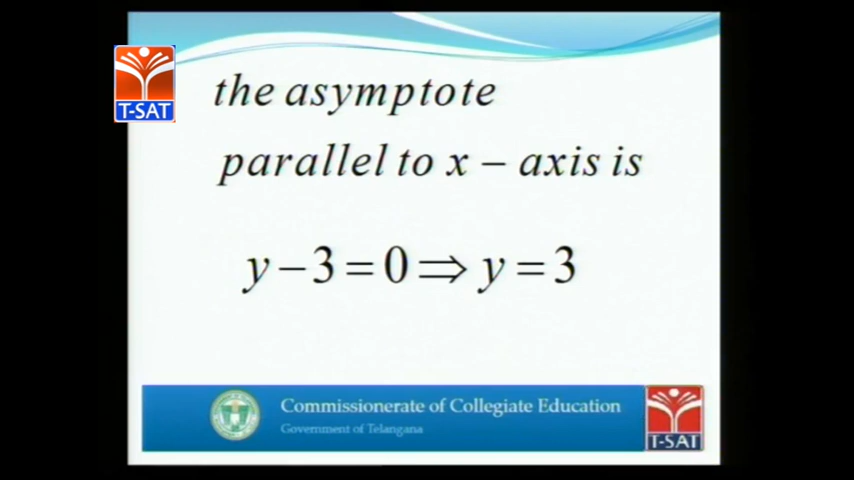 T-SAT
the asymptote
parallel to x – axis is
y − 3 = 0 ⇒ y = 3
Commissionerate of Collegiate Education
Government of Telangana
T-SAT